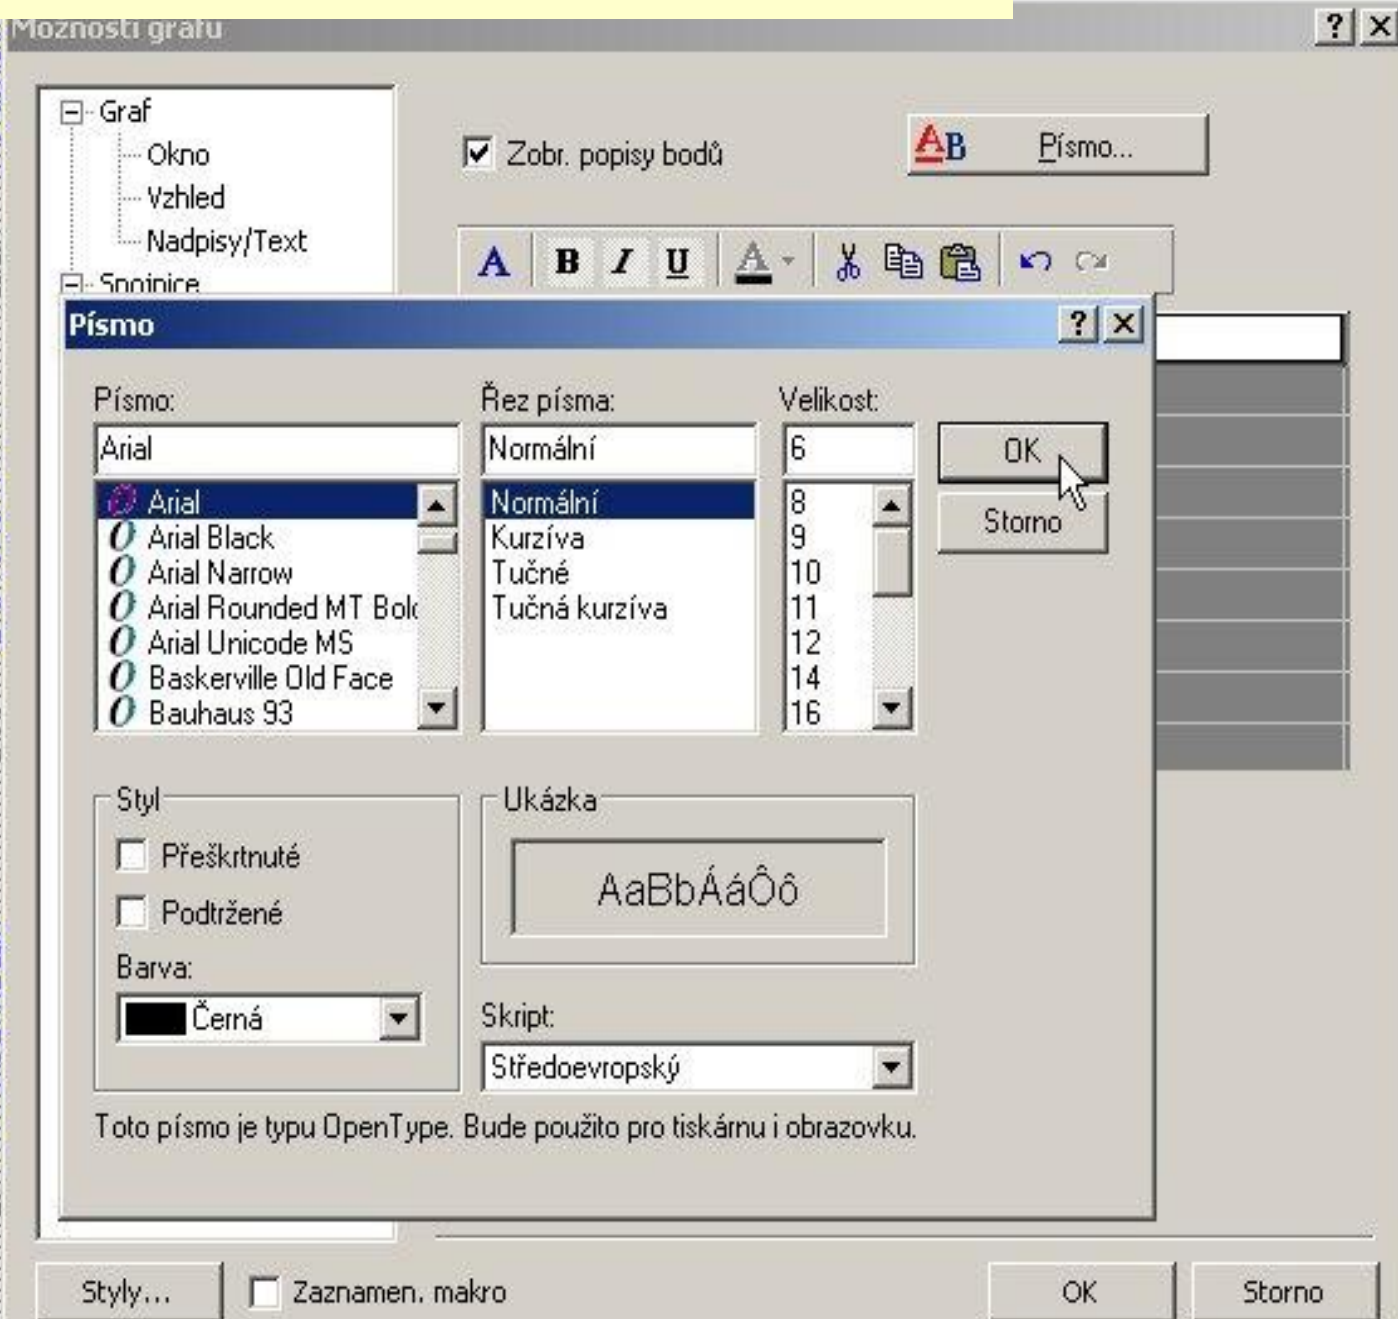 Možnosti grafu
Graf
Okno
Vzhled
Nadpisy/Text
Spojnice
Zobr. popisy bodů
AB Písmo...
A B I U A
Písmo
Písmo:
Arial
Arial
Arial Black
Arial Narrow
Arial Rounded MT Bold
Arial Unicode MS
Baskerville Old Face
Bauhaus 93
Řez písma:
Normální
Normální
Kurzíva
Tučné
Tučná kurzíva
Velikost:
6
8
9
10
11
12
14
16
OK
Storno
Styl
Přeškrtnuté
Podtržené
Barva:
Černá
Ukázka
AaBbÁáÔô
Skript:
Středoevropský
Toto písmo je typu OpenType. Bude použito pro tiskárnu i obrazovku.
Styly...
Zaznamen. makro
OK
Storno